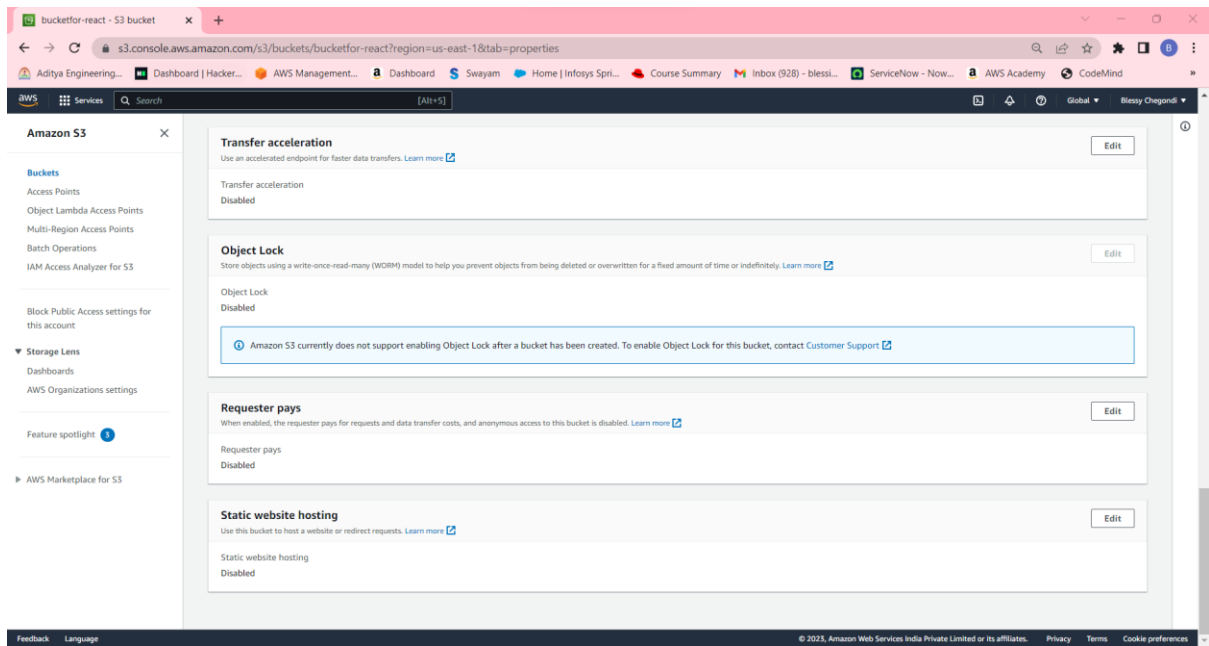 bucketfor-react - S3 bucket
s3.console.aws.amazon.com/s3/buckets/bucketfor-react?region=us-east-1&tab=properties
B
Aditya Engineering... Dashboard | Hacker... AWS Management... Dashboard Swayam Home | Infosys Spri... Course Summary Inbox (928) - blessi... ServiceNow - Now... AWS Academy CodeMind »
aws Services Search [Alt+S] Global Blessy Chegondi
Amazon S3
Buckets
Access Points
Object Lambda Access Points
Multi-Region Access Points
Batch Operations
IAM Access Analyzer for S3
Block Public Access settings for
this account
Storage Lens
Dashboards
AWS Organizations settings
Feature spotlight 3
AWS Marketplace for S3
Transfer acceleration
Edit
Use an accelerated endpoint for faster data transfers. Learn more
Transfer acceleration
Disabled
Object Lock
Edit
Store objects using a write-once-read-many (WORM) model to help you prevent objects from being deleted or overwritten for a fixed amount of time or indefinitely. Learn more
Object Lock
Disabled
Amazon S3 currently does not support enabling Object Lock after a bucket has been created. To enable Object Lock for this bucket, contact Customer Support
Requester pays
Edit
When enabled, the requester pays for requests and data transfer costs, and anonymous access to this bucket is disabled. Learn more
Requester pays
Disabled
Static website hosting
Edit
Use this bucket to host a website or redirect requests. Learn more
Static website hosting
Disabled
Feedback Language © 2023, Amazon Web Services India Private Limited or its affiliates. Privacy Terms Cookie preferences